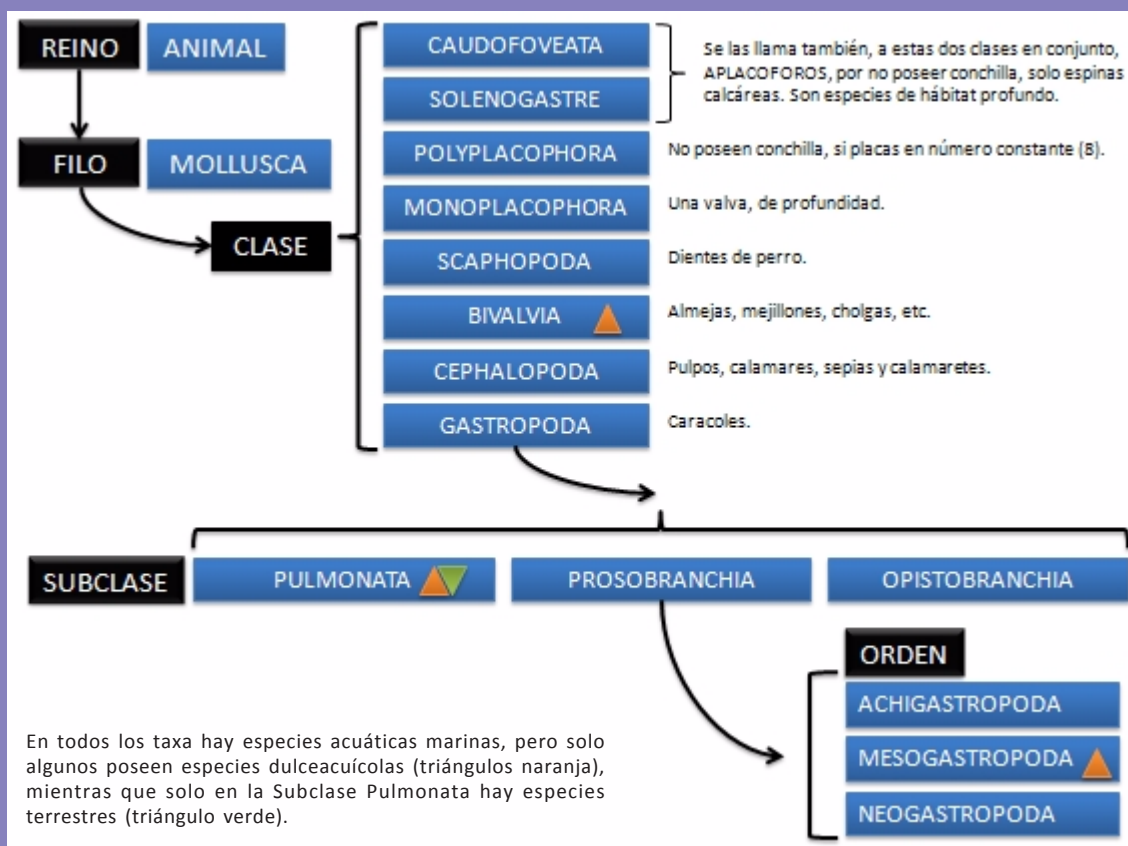 REINO
ANIMAL
FILO
MOLLUSCA
CLASE
CAUDOFOVEATA
SOLENOGASTRE
Se las llama también, a estas dos clases en conjunto,
APLACOFOROS, por no poseer conchilla, solo espinas
calcáreas. Son especies de hábitat profundo.
POLYPLACOPHORA
No poseen conchilla, si placas en número constante (8).
MONOPLACOPHORA
Una valva, de profundidad.
SCAPHOPODA
Dientes de perro.
BIVALVIA
Almejas, mejillones, cholgas, etc.
CEPHALOPODA
Pulpos, calamares, sepias y calamaretes.
GASTROPODA
Caracoles.
SUBCLASE
PULMONATA
PROSOBRANCHIA
OPISTOBRANCHIA
ORDEN
ACHIGASTROPODA
MESOGASTROPODA
NEOGASTROPODA
En todos los taxa hay especies acuáticas marinas, pero solo
algunos poseen especies dulceacuícolas (triángulos naranja),
mientras que solo en la Subclase Pulmonata hay especies
terrestres (triángulo verde).